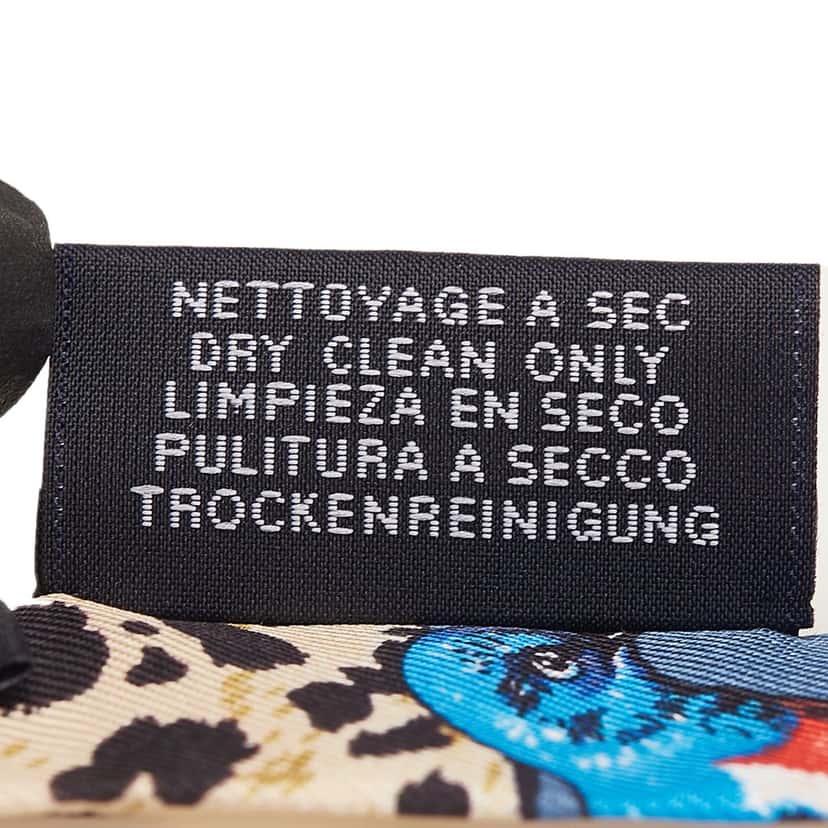 NETTOYAGE A SEC
DRY CLEAN ONLY
LIMPIEZA EN SECO
PULITURA A SECCO
TROCKENREINIGUNG